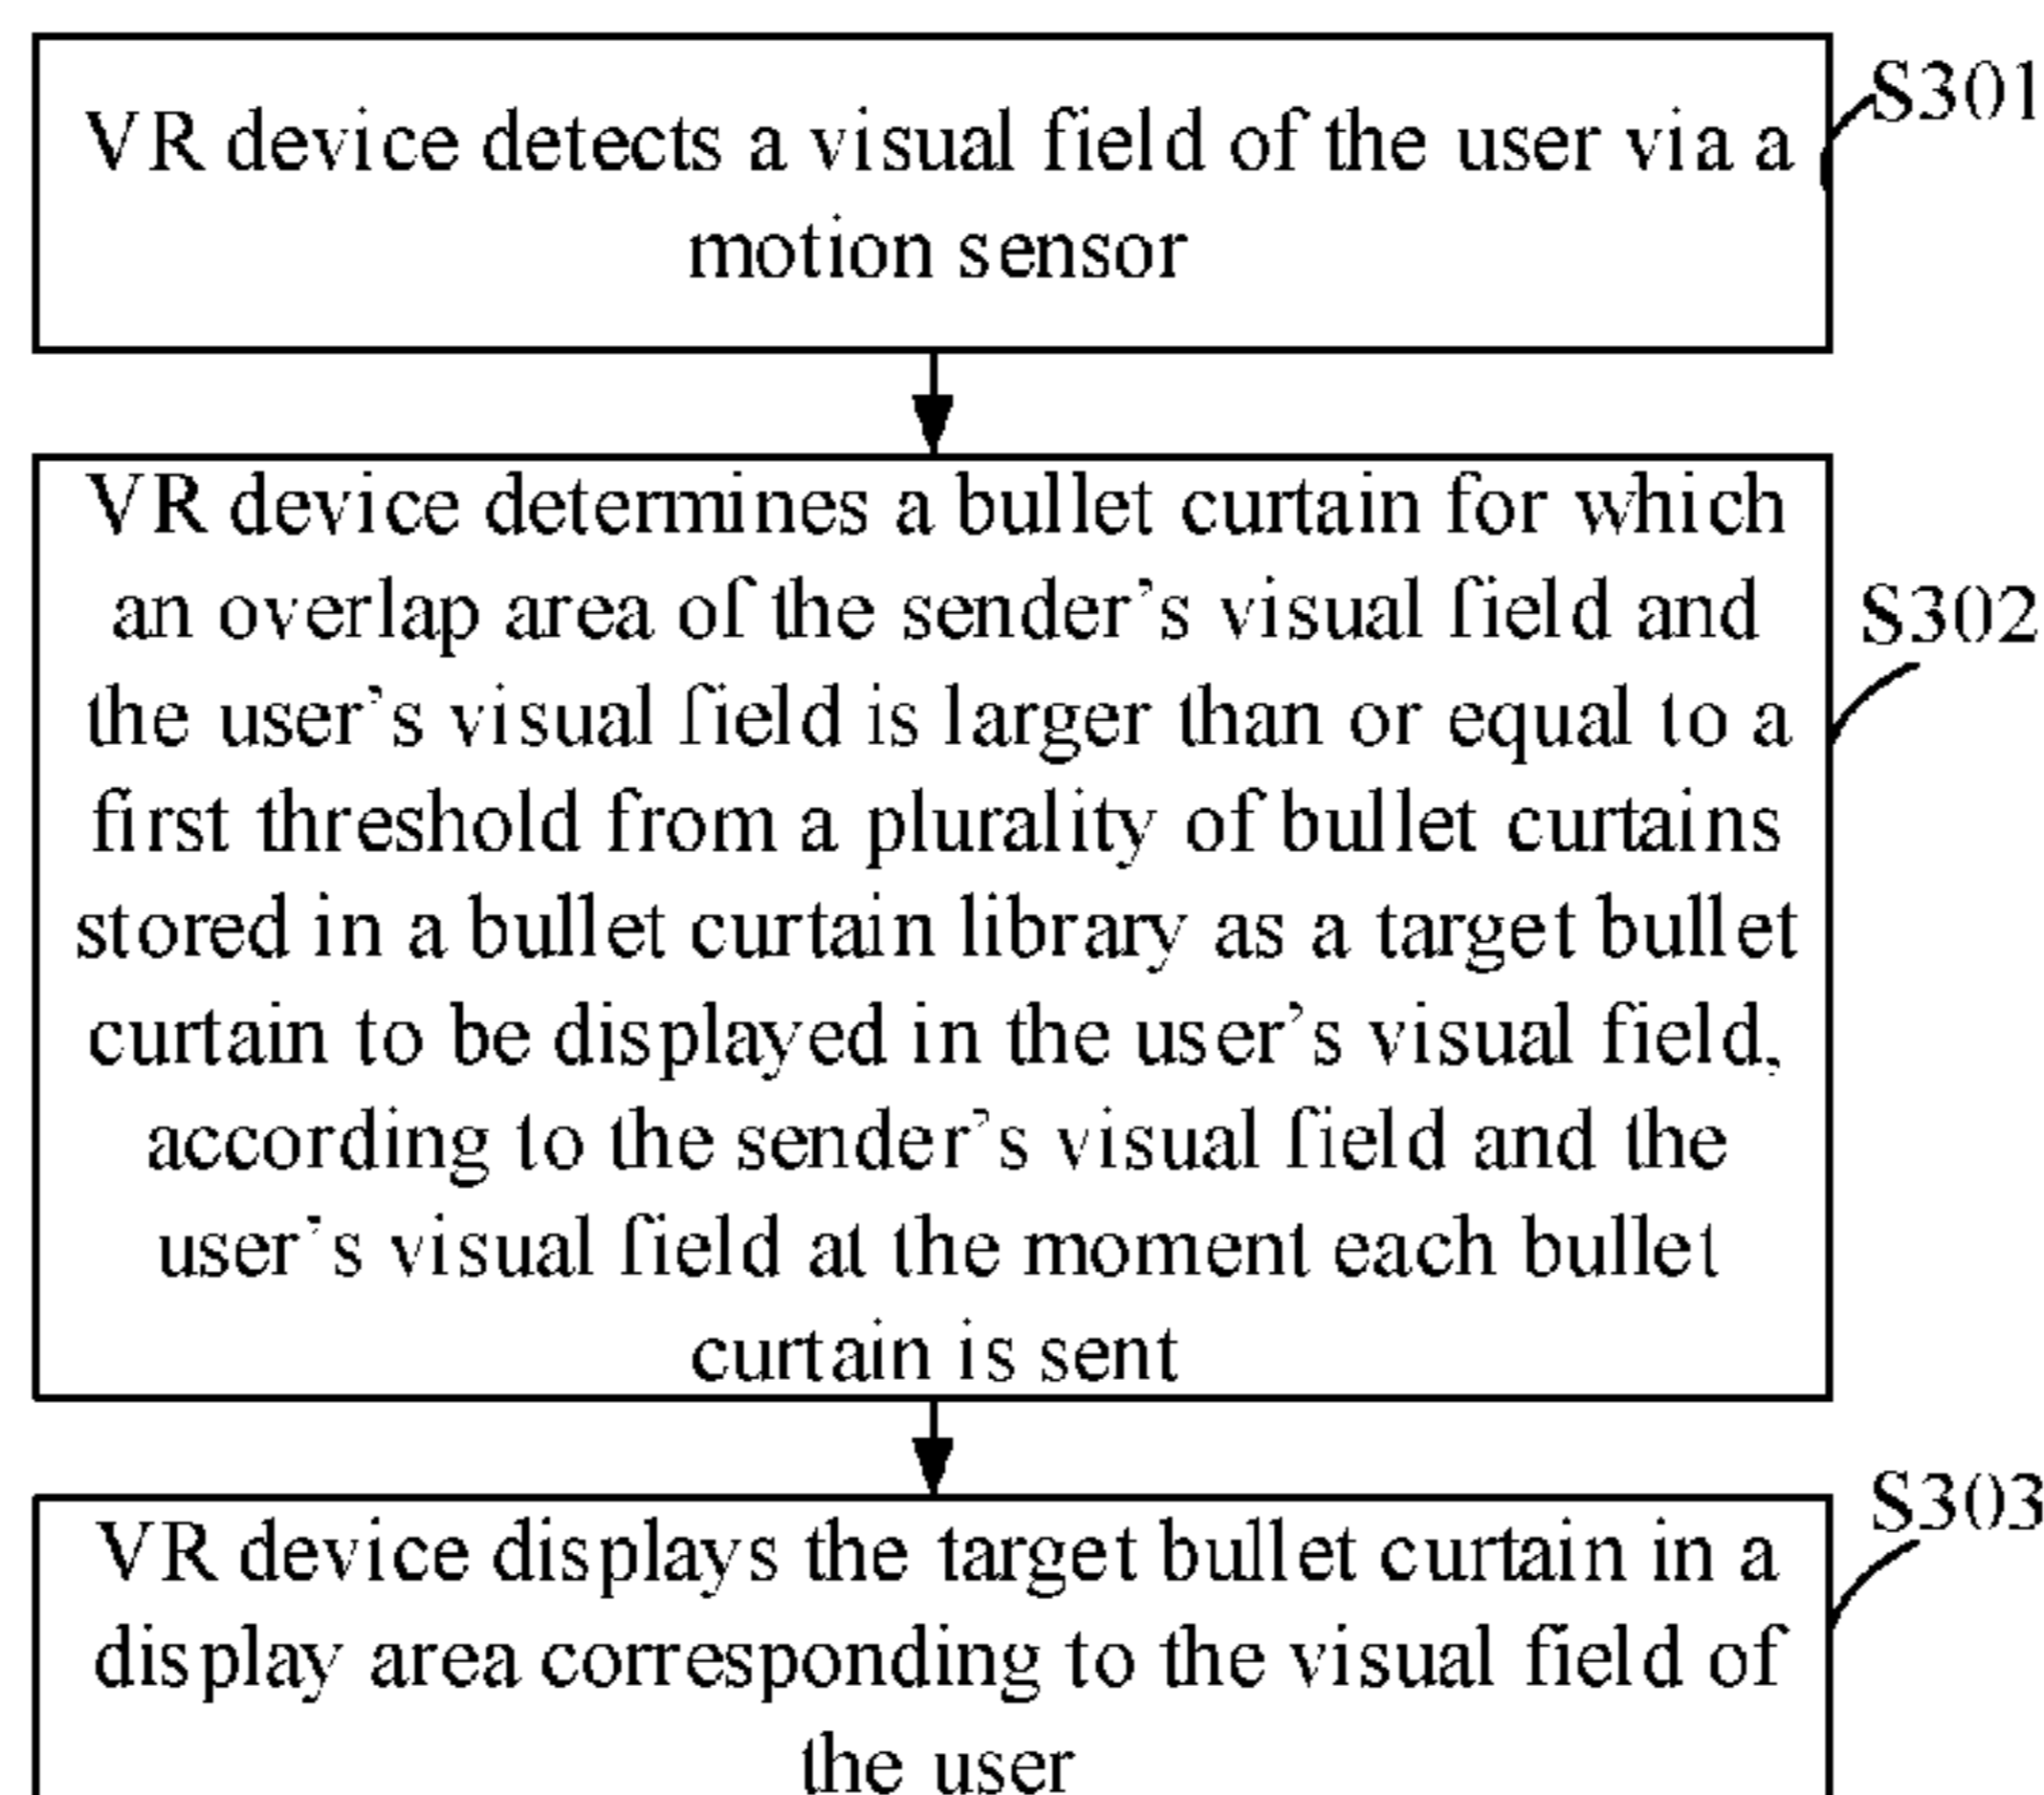 S301
VR device detects a visual field of the user via a
motion sensor
VR device determines a bullet curtain for which
an overlap area of the sender’s visual field and
S302
the user’s visual field is larger than or equal to a
first threshold from a plurality of bullet curtains
stored in a bullet curtain library as a target bullet
curtain to be displayed in the user’s visual field,
according to the sender’s visual field and the
user’s visual field at the moment each bullet
curtain is sent
S303
VR device displays the target bullet curtain in a
display area corresponding to the visual field of
the user